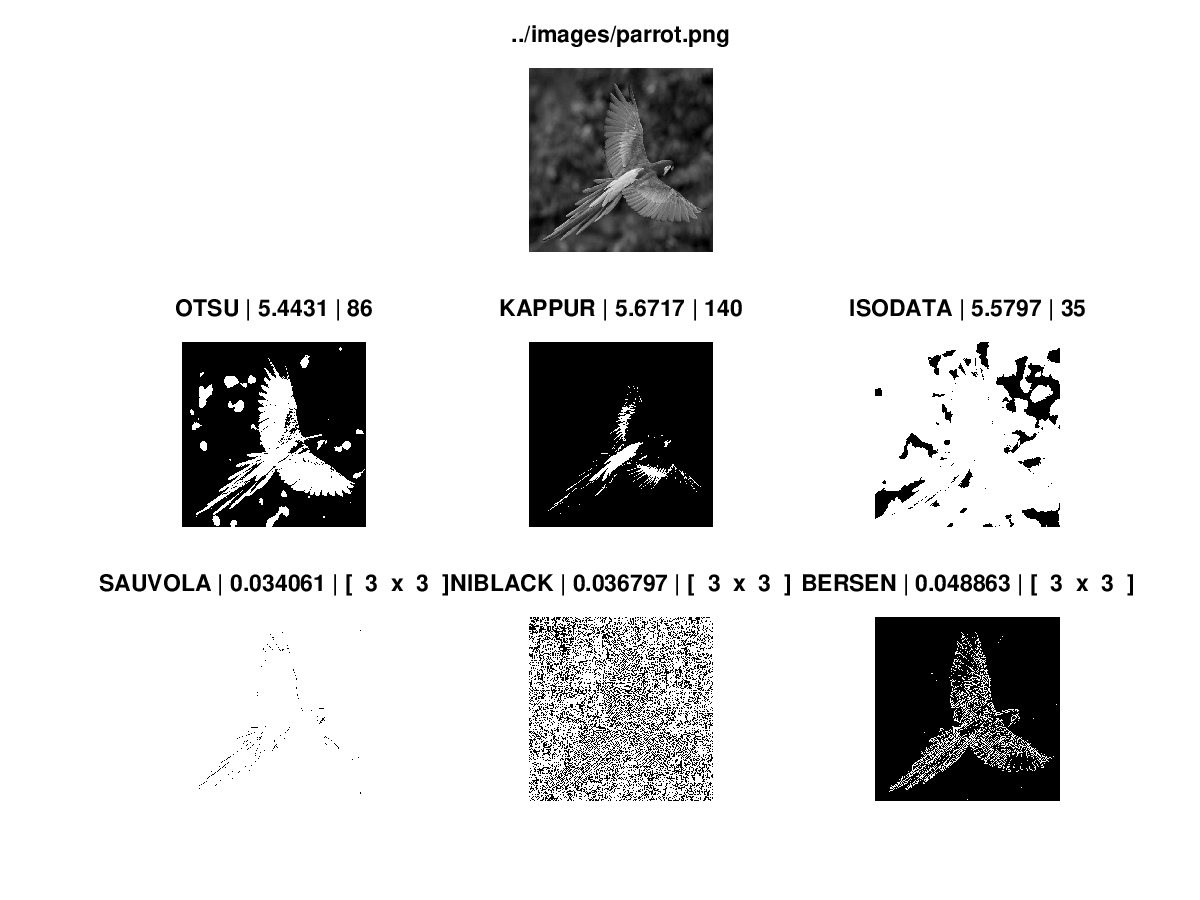 ../images/parrot.png
OTSU | 5.4431 | 86
KAPPUR | 5.6717 | 140
ISODATA | 5.5797 | 35
SAUVOLA | 0.034061 | [ 3 x 3 ]
NIBLACK | 0.036797 | [ 3 x 3 ]
BERSEN | 0.048863 | [ 3 x 3 ]